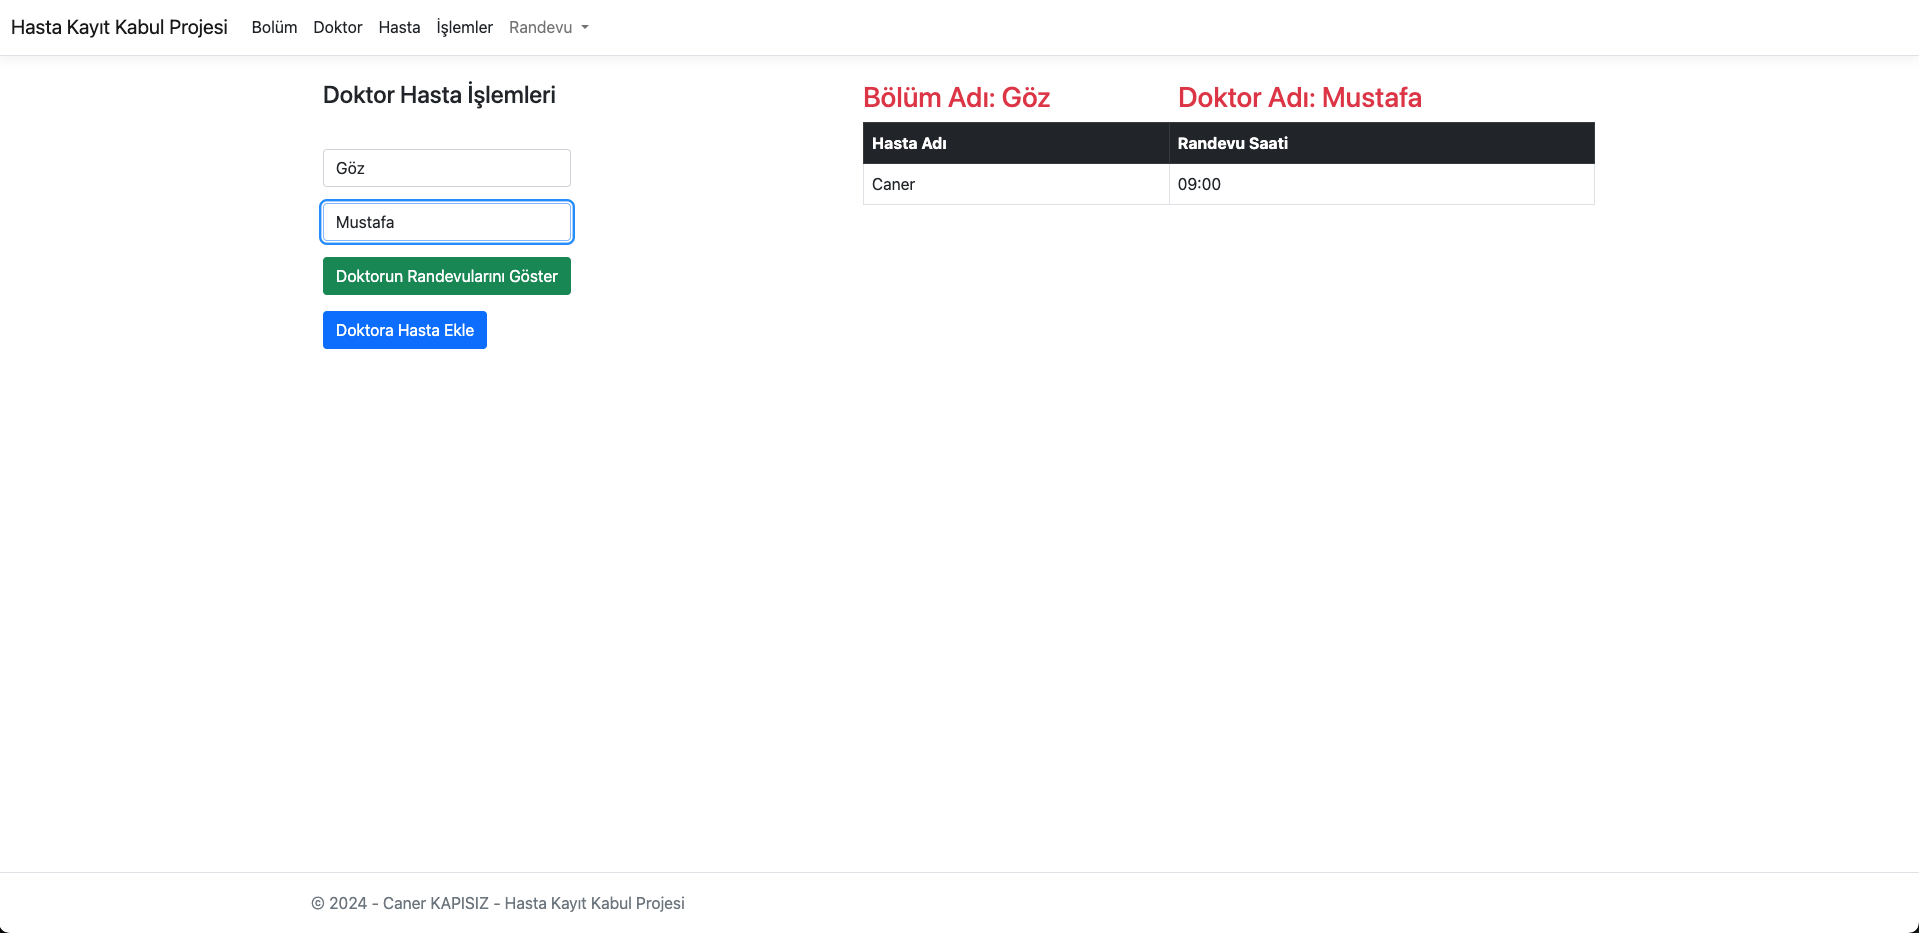 Hasta Kayıt Kabul Projesi Bolüm Doktor Hasta İşlemler Randevu
Doktor Hasta İşlemleri
Göz
Mustafa
Doktorun Randevularını Göster
Doktora Hasta Ekle
Bölüm Adı: Göz Doktor Adı: Mustafa
Hasta Adı Randevu Saati
Caner 09:00
© 2024 - Caner KAPISIZ - Hasta Kayıt Kabul Projesi